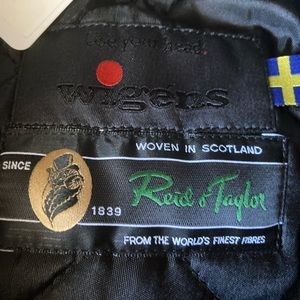 Use your head.
wigens
WOVEN IN SCOTLAND
SINCE
1839
Reid & Taylor
FROM THE WORLD'S FINEST FIBRES